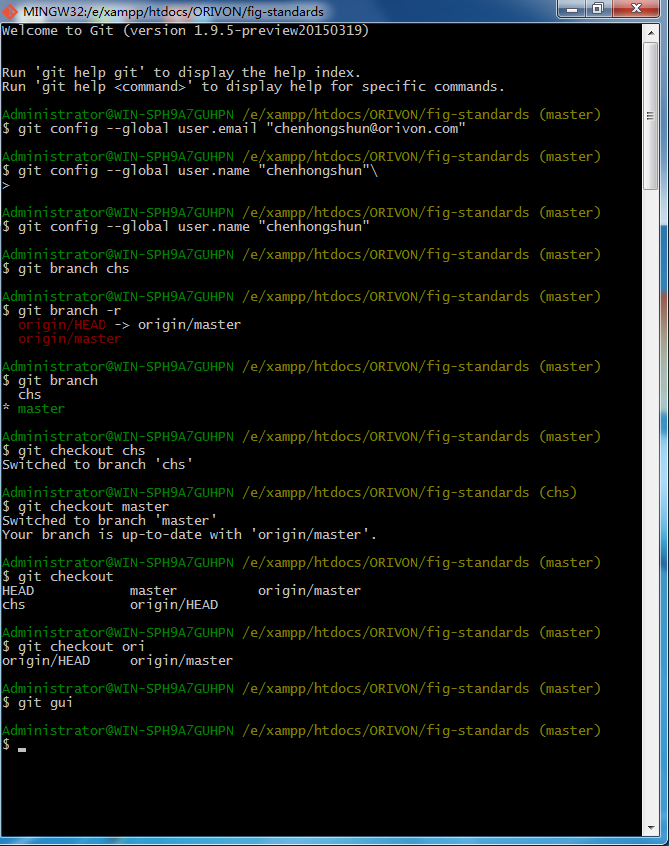 MINGW32:/e/xampp/htdocs/ORIVON/fig-standards
Welcome to Git (version 1.9.5-preview20150319)
Run 'git help git' to display the help index.
Run 'git help <command>' to display help for specific commands.
Administrator@WIN-SPH9A7GUHPN /e/xampp/htdocs/ORIVON/fig-standards (master)
$ git config --global user.email "chenhongshun@orivon.com"
Administrator@WIN-SPH9A7GUHPN /e/xampp/htdocs/ORIVON/fig-standards (master)
$ git config --global user.name "chenhongshun"\
>
Administrator@WIN-SPH9A7GUHPN /e/xampp/htdocs/ORIVON/fig-standards (master)
$ git config --global user.name "chenhongshun"
Administrator@WIN-SPH9A7GUHPN /e/xampp/htdocs/ORIVON/fig-standards (master)
$ git branch chs
Administrator@WIN-SPH9A7GUHPN /e/xampp/htdocs/ORIVON/fig-standards (master)
$ git branch -r
origin/HEAD -> origin/master
origin/master
Administrator@WIN-SPH9A7GUHPN /e/xampp/htdocs/ORIVON/fig-standards (master)
$ git branch
chs
* master
Administrator@WIN-SPH9A7GUHPN /e/xampp/htdocs/ORIVON/fig-standards (master)
$ git checkout chs
Switched to branch 'chs'
Administrator@WIN-SPH9A7GUHPN /e/xampp/htdocs/ORIVON/fig-standards (chs)
$ git checkout master
Switched to branch 'master'
Your branch is up-to-date with 'origin/master'.
Administrator@WIN-SPH9A7GUHPN /e/xampp/htdocs/ORIVON/fig-standards (master)
$ git checkout
HEAD master origin/master
chs origin/HEAD
Administrator@WIN-SPH9A7GUHPN /e/xampp/htdocs/ORIVON/fig-standards (master)
$ git checkout ori
origin/HEAD origin/master
Administrator@WIN-SPH9A7GUHPN /e/xampp/htdocs/ORIVON/fig-standards (master)
$ git gui
Administrator@WIN-SPH9A7GUHPN /e/xampp/htdocs/ORIVON/fig-standards (master)
$